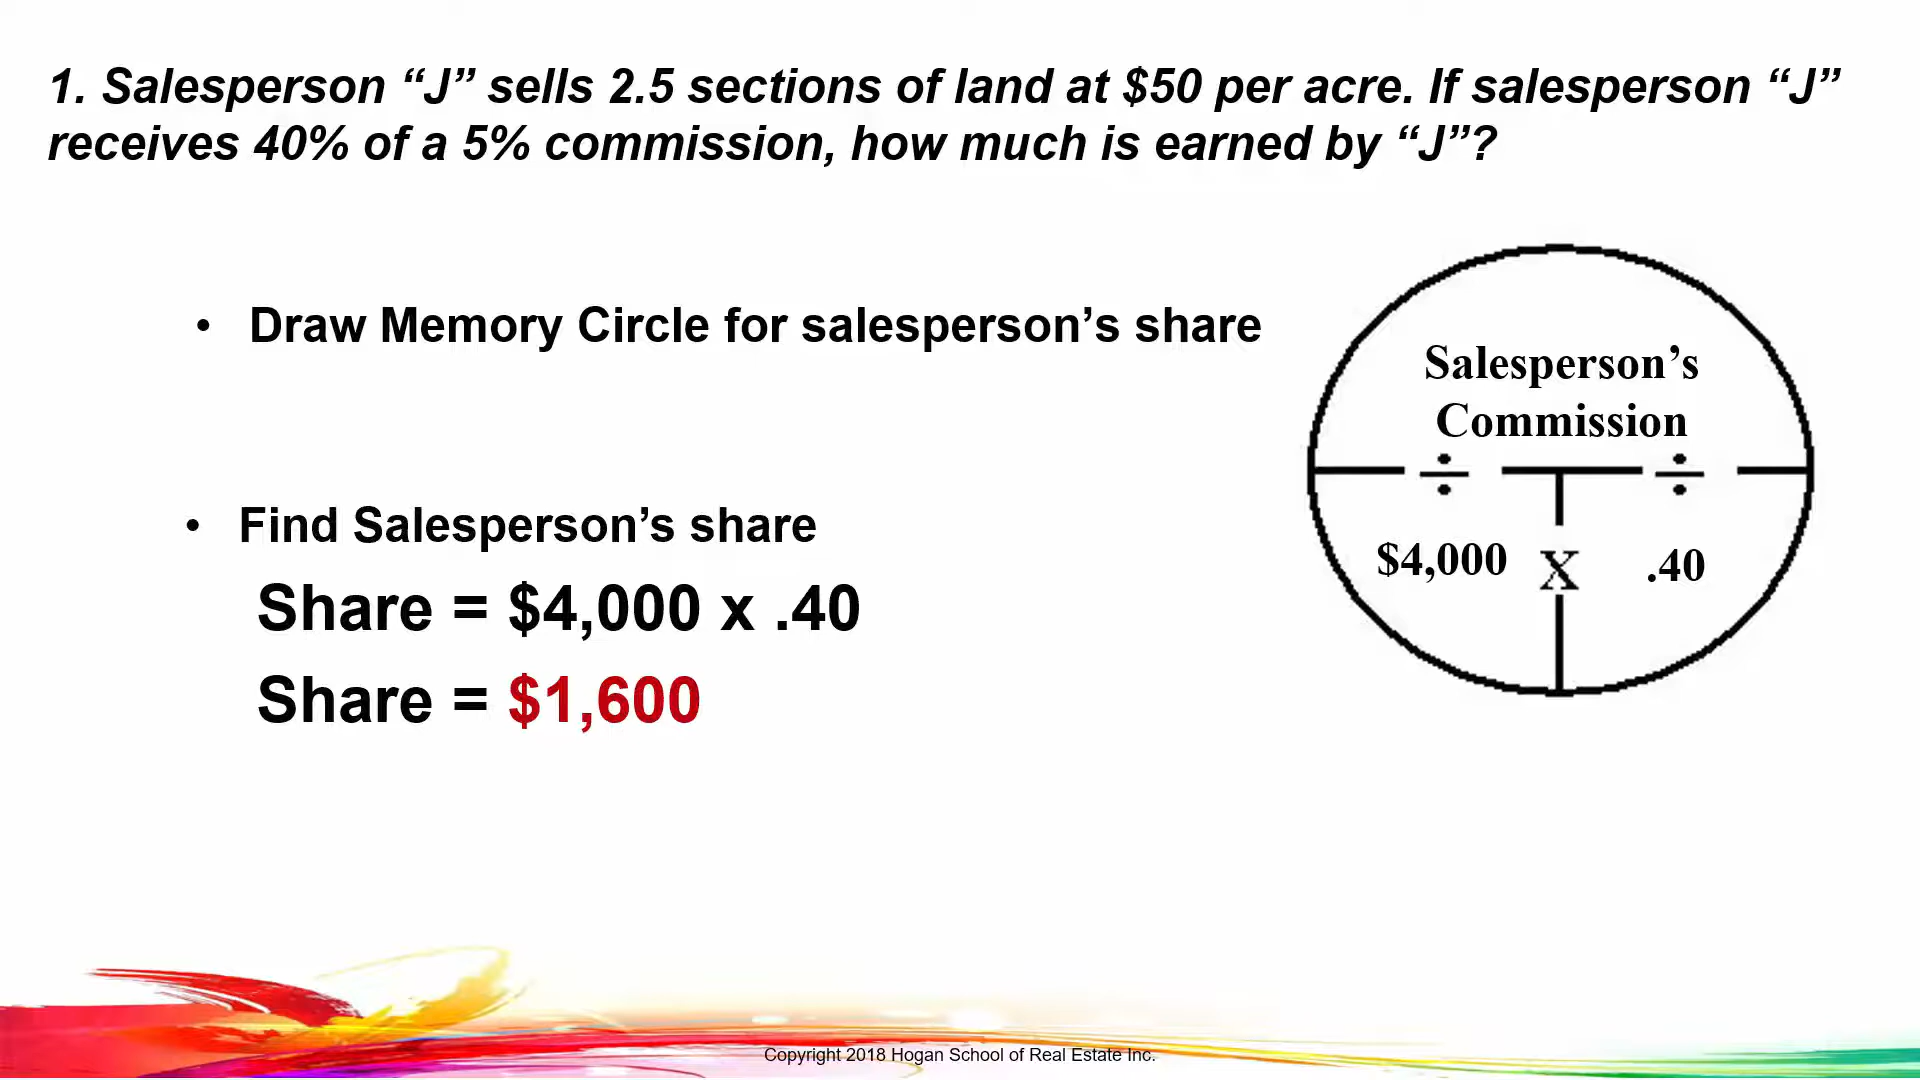 1. Salesperson “J” sells 2.5 sections of land at $50 per acre. If salesperson “J”
receives 40% of a 5% commission, how much is earned by “J”?
• Draw Memory Circle for salesperson’s share
Salesperson’s
Commission
÷ ÷
$4,000 X .40
• Find Salesperson’s share
Share = $4,000 x .40
Share = $1,600
Copyright 2018 Hogan School of Real Estate Inc.